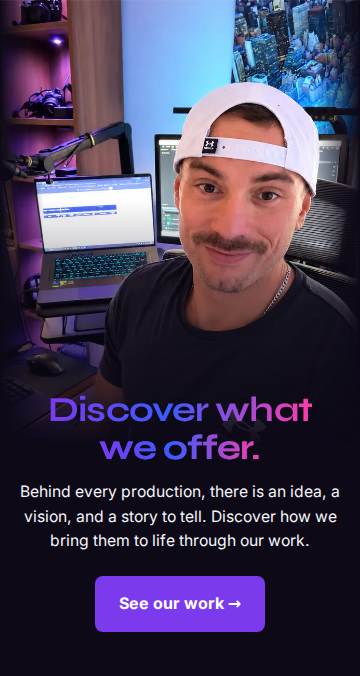 Discover what
we offer.
Behind every production, there is an idea, a
vision, and a story to tell. Discover how we
bring them to life through our work.
See our work →